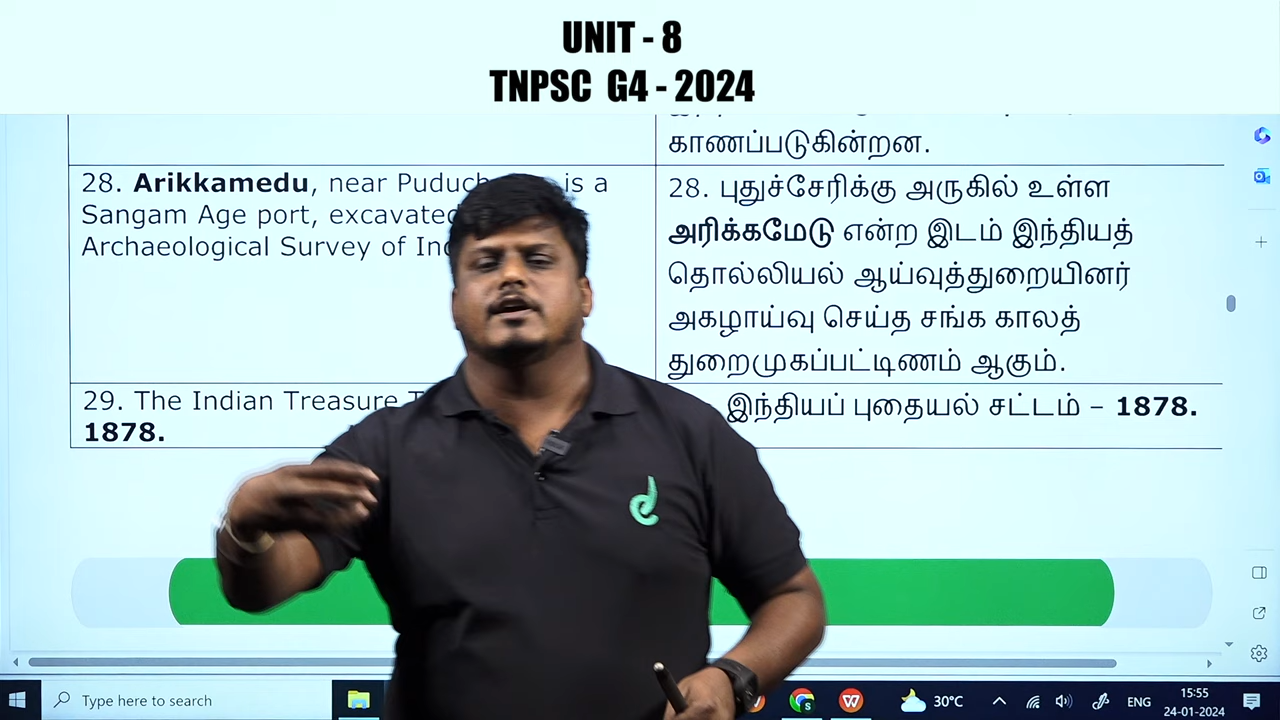 UNIT - 8
TNPSC G4 - 2024
காணப்படுகின்றன.
28. Arikkamedu, near is a
Sangam Age port, excavated
Archaeological Survey of
28. புதுச்சேரிக்கு அருகில் உள்ள
அரிக்கமேடு என்ற இடம் இந்தியத்
தொல்லியல் ஆய்வுத்துறையினர்
அகழாய்வு செய்த சங்க காலத்
துறைமுகப்பட்டிணம் ஆகும்.
29. The Indian Treasure
1878.
இந்தியப் புதையல் சட்டம் – 1878.
Type here to search
30°C
ENG
15:55
24-01-2024